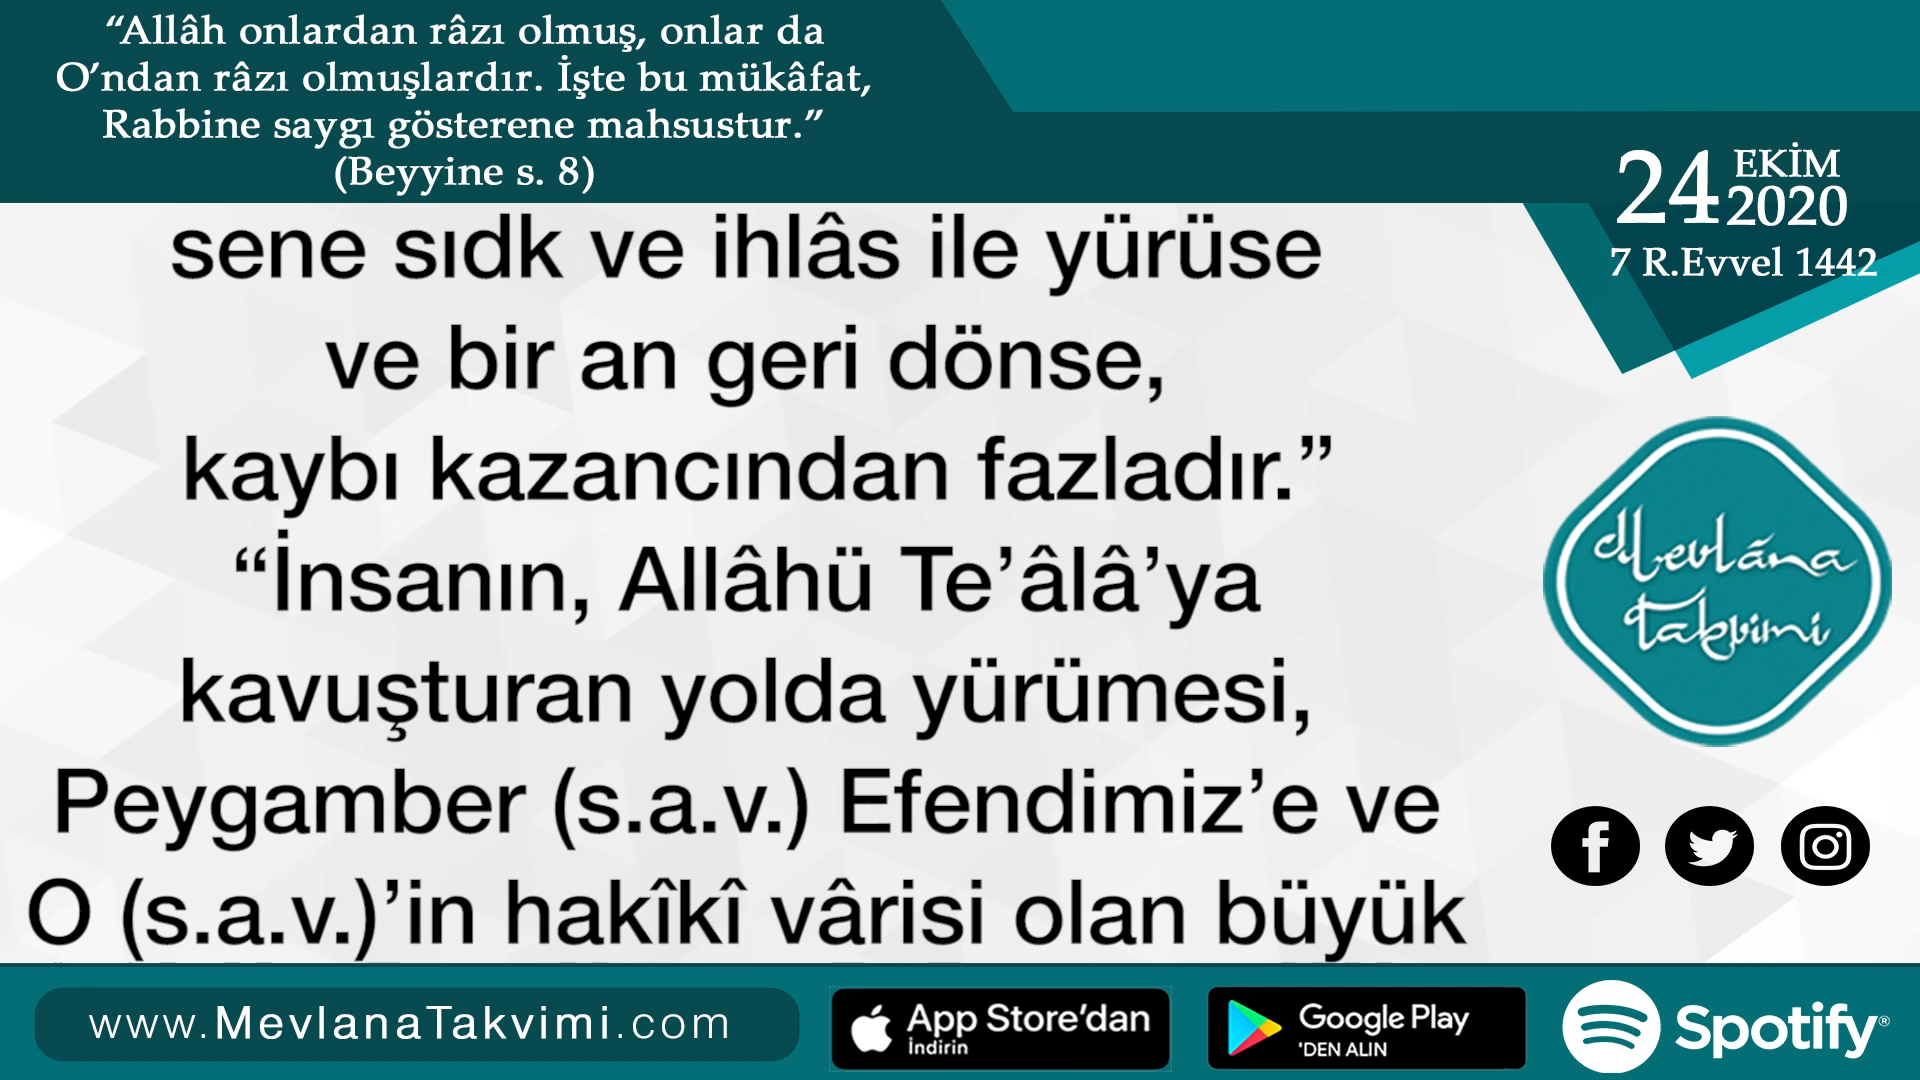 “Allâh onlardan râzı olmuş, onlar da
O’ndan râzı olmuşlardır. İşte bu mükâfat,
Rabbine saygı gösterene mahsustur.”
(Beyyine s. 8)
24 EKİM 2020
7 R.Evvel 1442
sene sıdk ve ihlâs ile yürüse
ve bir an geri dönse,
kaybı kazancından fazladır.”
“İnsanın, Allâhü Te’âlâ’ya
kavuşturan yolda yürümesi,
Peygamber (s.a.v.) Efendimiz’e ve
O (s.a.v.)’in hakîkî vârisi olan büyük
Mevlâna
takvimi
www.MevlanaTakvimi.com
App Store’dan
İndirin
Google Play
'DEN ALIN
Spotify®